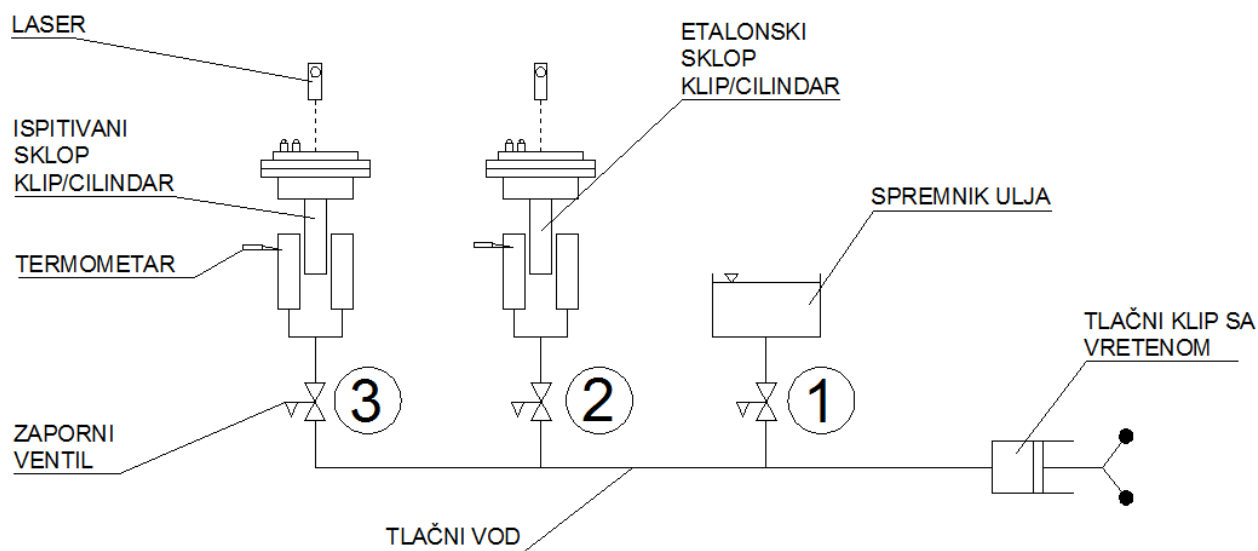 LASER
ETALONSKI
SKLOP
KLIP/CILINDAR
ISPITIVANI
SKLOP
KLIP/CILINDAR
SPREMNIK ULJA
TERMOMETAR
TLAČNI KLIP SA
VRETENOM
3
2
1
ZAPORNI
VENTIL
TLAČNI VOD